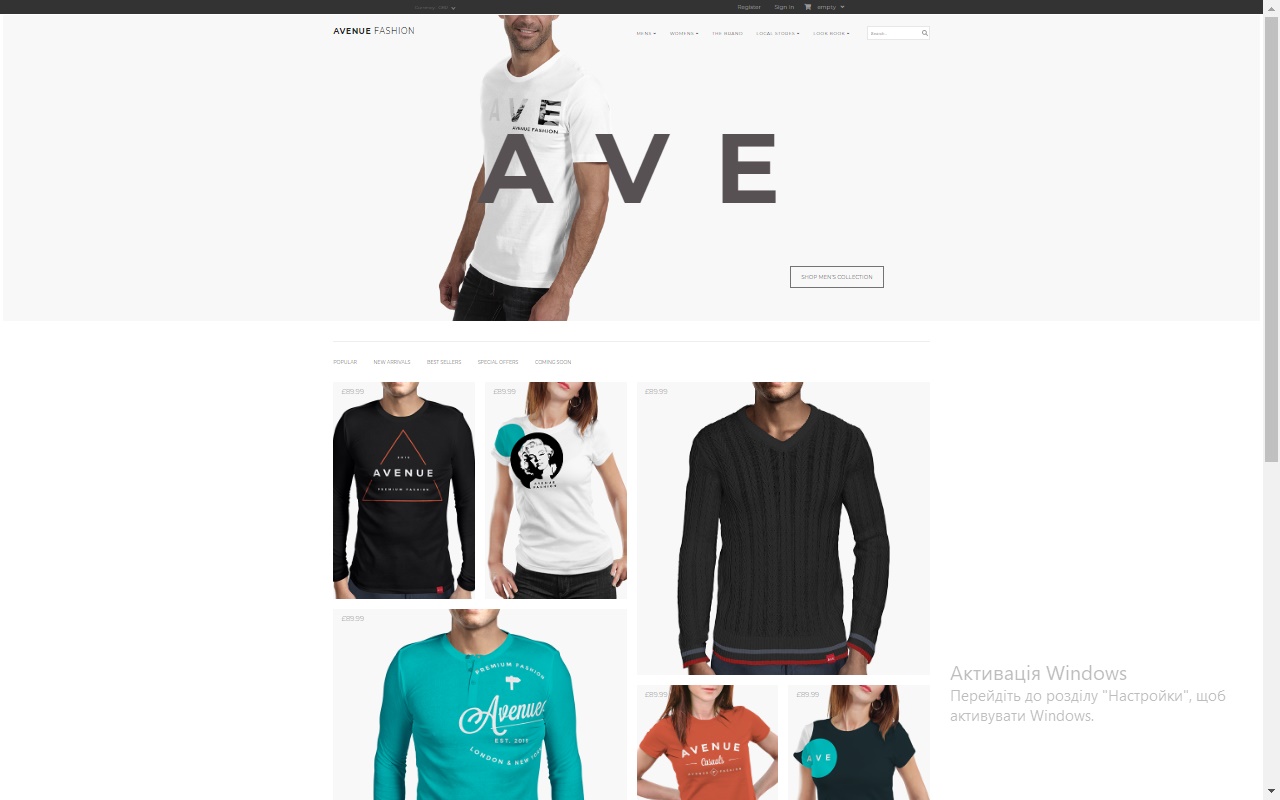 Currency : GBP
Register
Sign In
empty
AVENUE FASHION
MENS
WOMENS
THE BRAND
LOCAL STORES
LOOK BOOK
Search...
AVE
AVENUE FASHION
AVE
SHOP MEN'S COLLECTION
POPULAR
NEW ARRIVALS
BEST SELLERS
SPECIAL OFFERS
COMING SOON
£89.99
AVENUE
PREMIUM FASHION
£89.99
AVENUE
FASHION
£89.99
£89.99
PREMIUM FASHION
Avenue
EST. 2015
LONDON & NEW YO
£89.99
AVENUE
Casuals
£89.99
AVE
Активація Windows
Перейдіть до розділу "Настройки", щоб
активувати Windows.